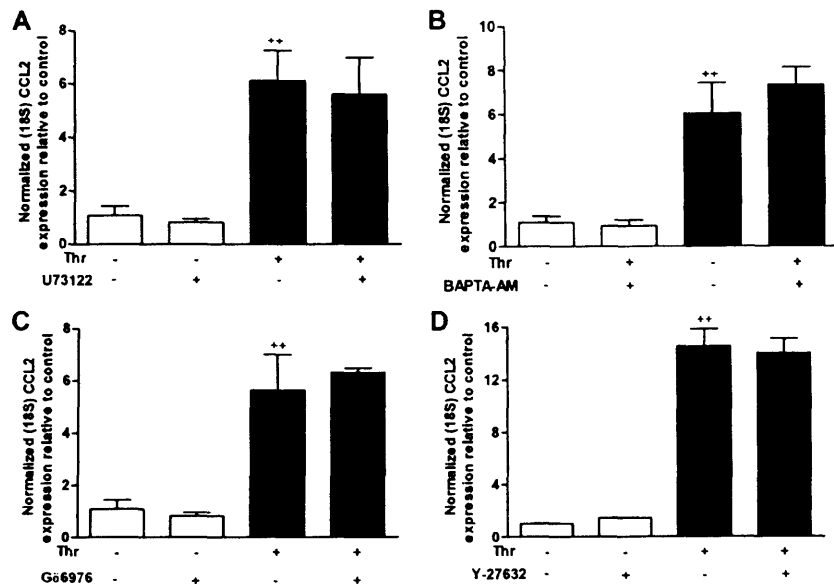 A
Normalized (18S) CCL2
expression relative to control
8
6
4
2
0
++
Thr - - + +
U73122 - + - +
B
Normalized (18S) CCL2
expression relative to control
10
8
6
4
2
0
++
Thr - + - +
BAPTA-AM - + - +
C
Normalized (18S) CCL2
expression relative to control
8
6
4
2
0
++
Thr - - + +
Gö6976 - + - +
D
Normalized (18S) CCL2
expression relative to control
16
12
8
4
0
++
Thr - - + +
Y-27632 - + - +